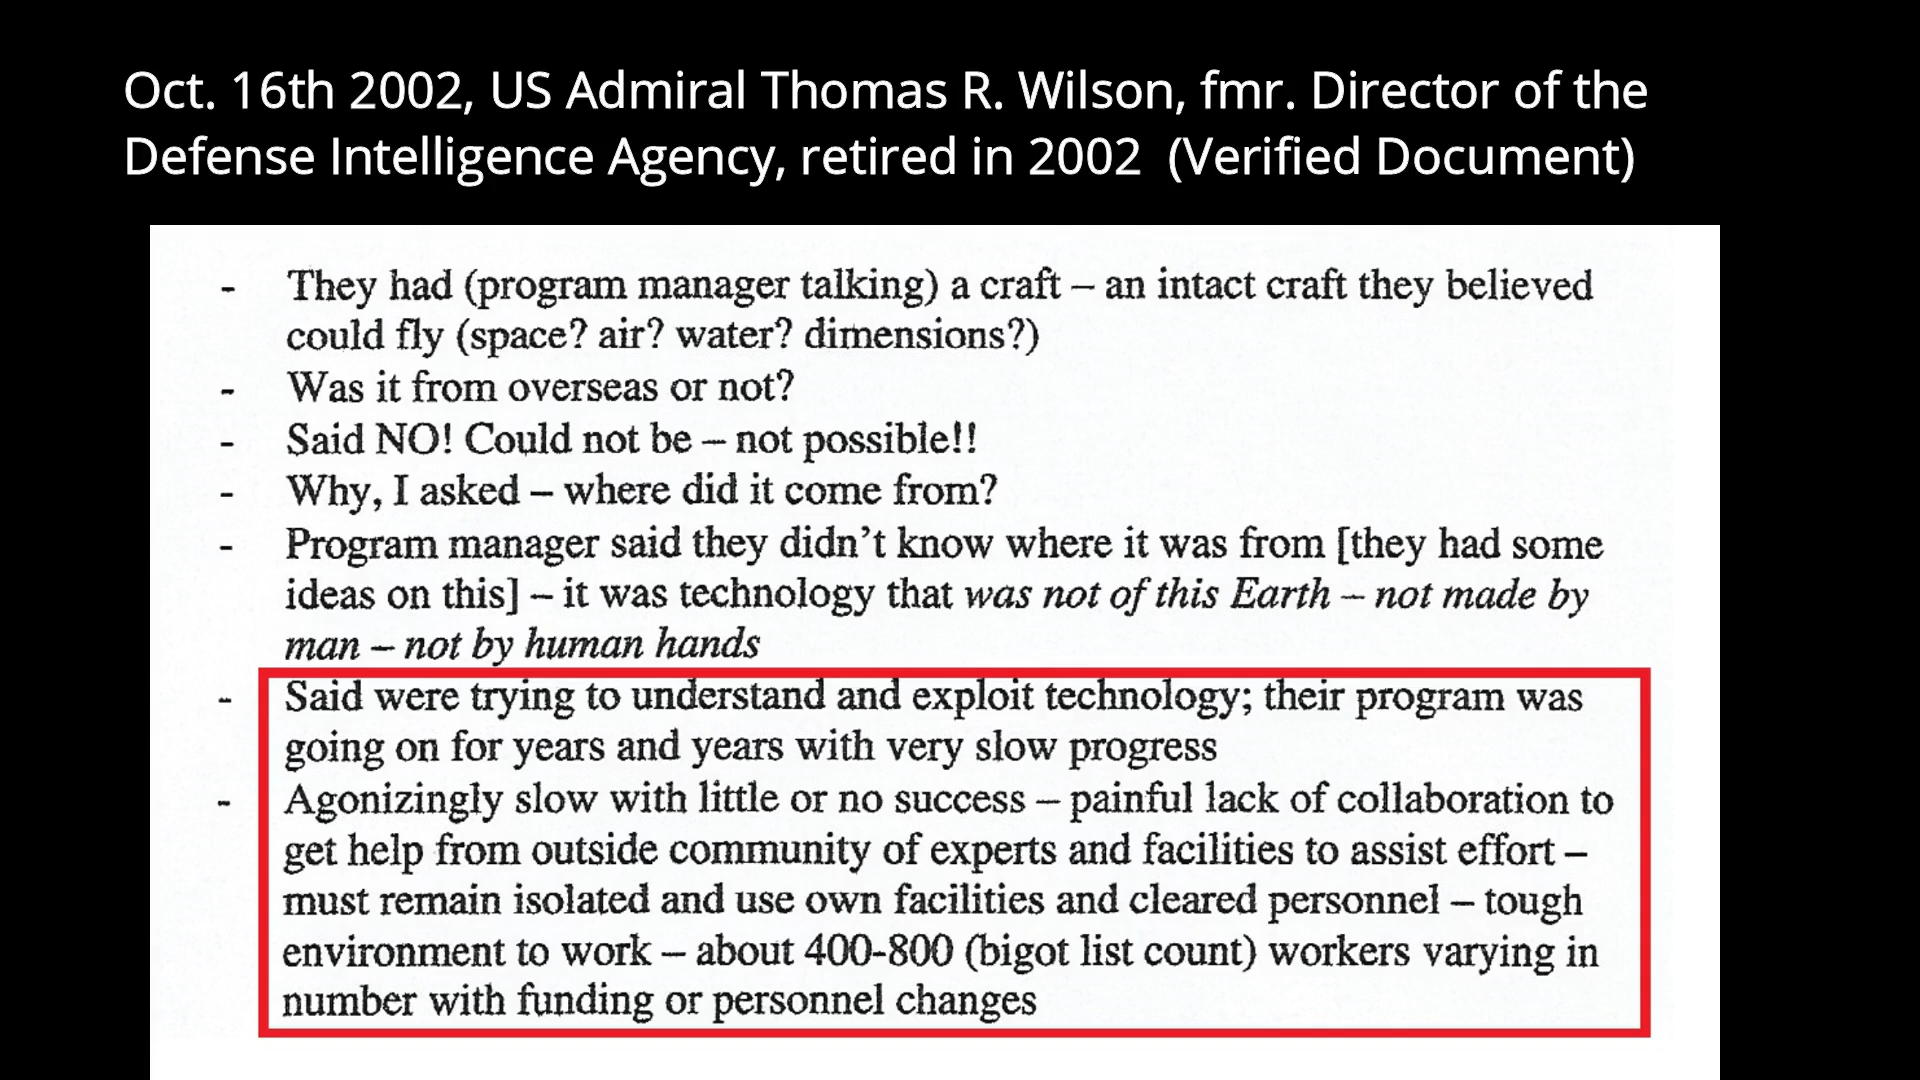 Oct. 16th 2002, US Admiral Thomas R. Wilson, fmr. Director of the
Defense Intelligence Agency, retired in 2002  (Verified Document)
- They had (program manager talking) a craft – an intact craft they believed
could fly (space? air? water? dimensions?)
- Was it from overseas or not?
- Said NO! Could not be – not possible!!
- Why, I asked – where did it come from?
- Program manager said they didn’t know where it was from [they had some
ideas on this] – it was technology that was not of this Earth – not made by
man – not by human hands
- Said were trying to understand and exploit technology; their program was
going on for years and years with very slow progress
- Agonizingly slow with little or no success – painful lack of collaboration to
get help from outside community of experts and facilities to assist effort –
must remain isolated and use own facilities and cleared personnel – tough
environment to work – about 400-800 (bigot list count) workers varying in
number with funding or personnel changes